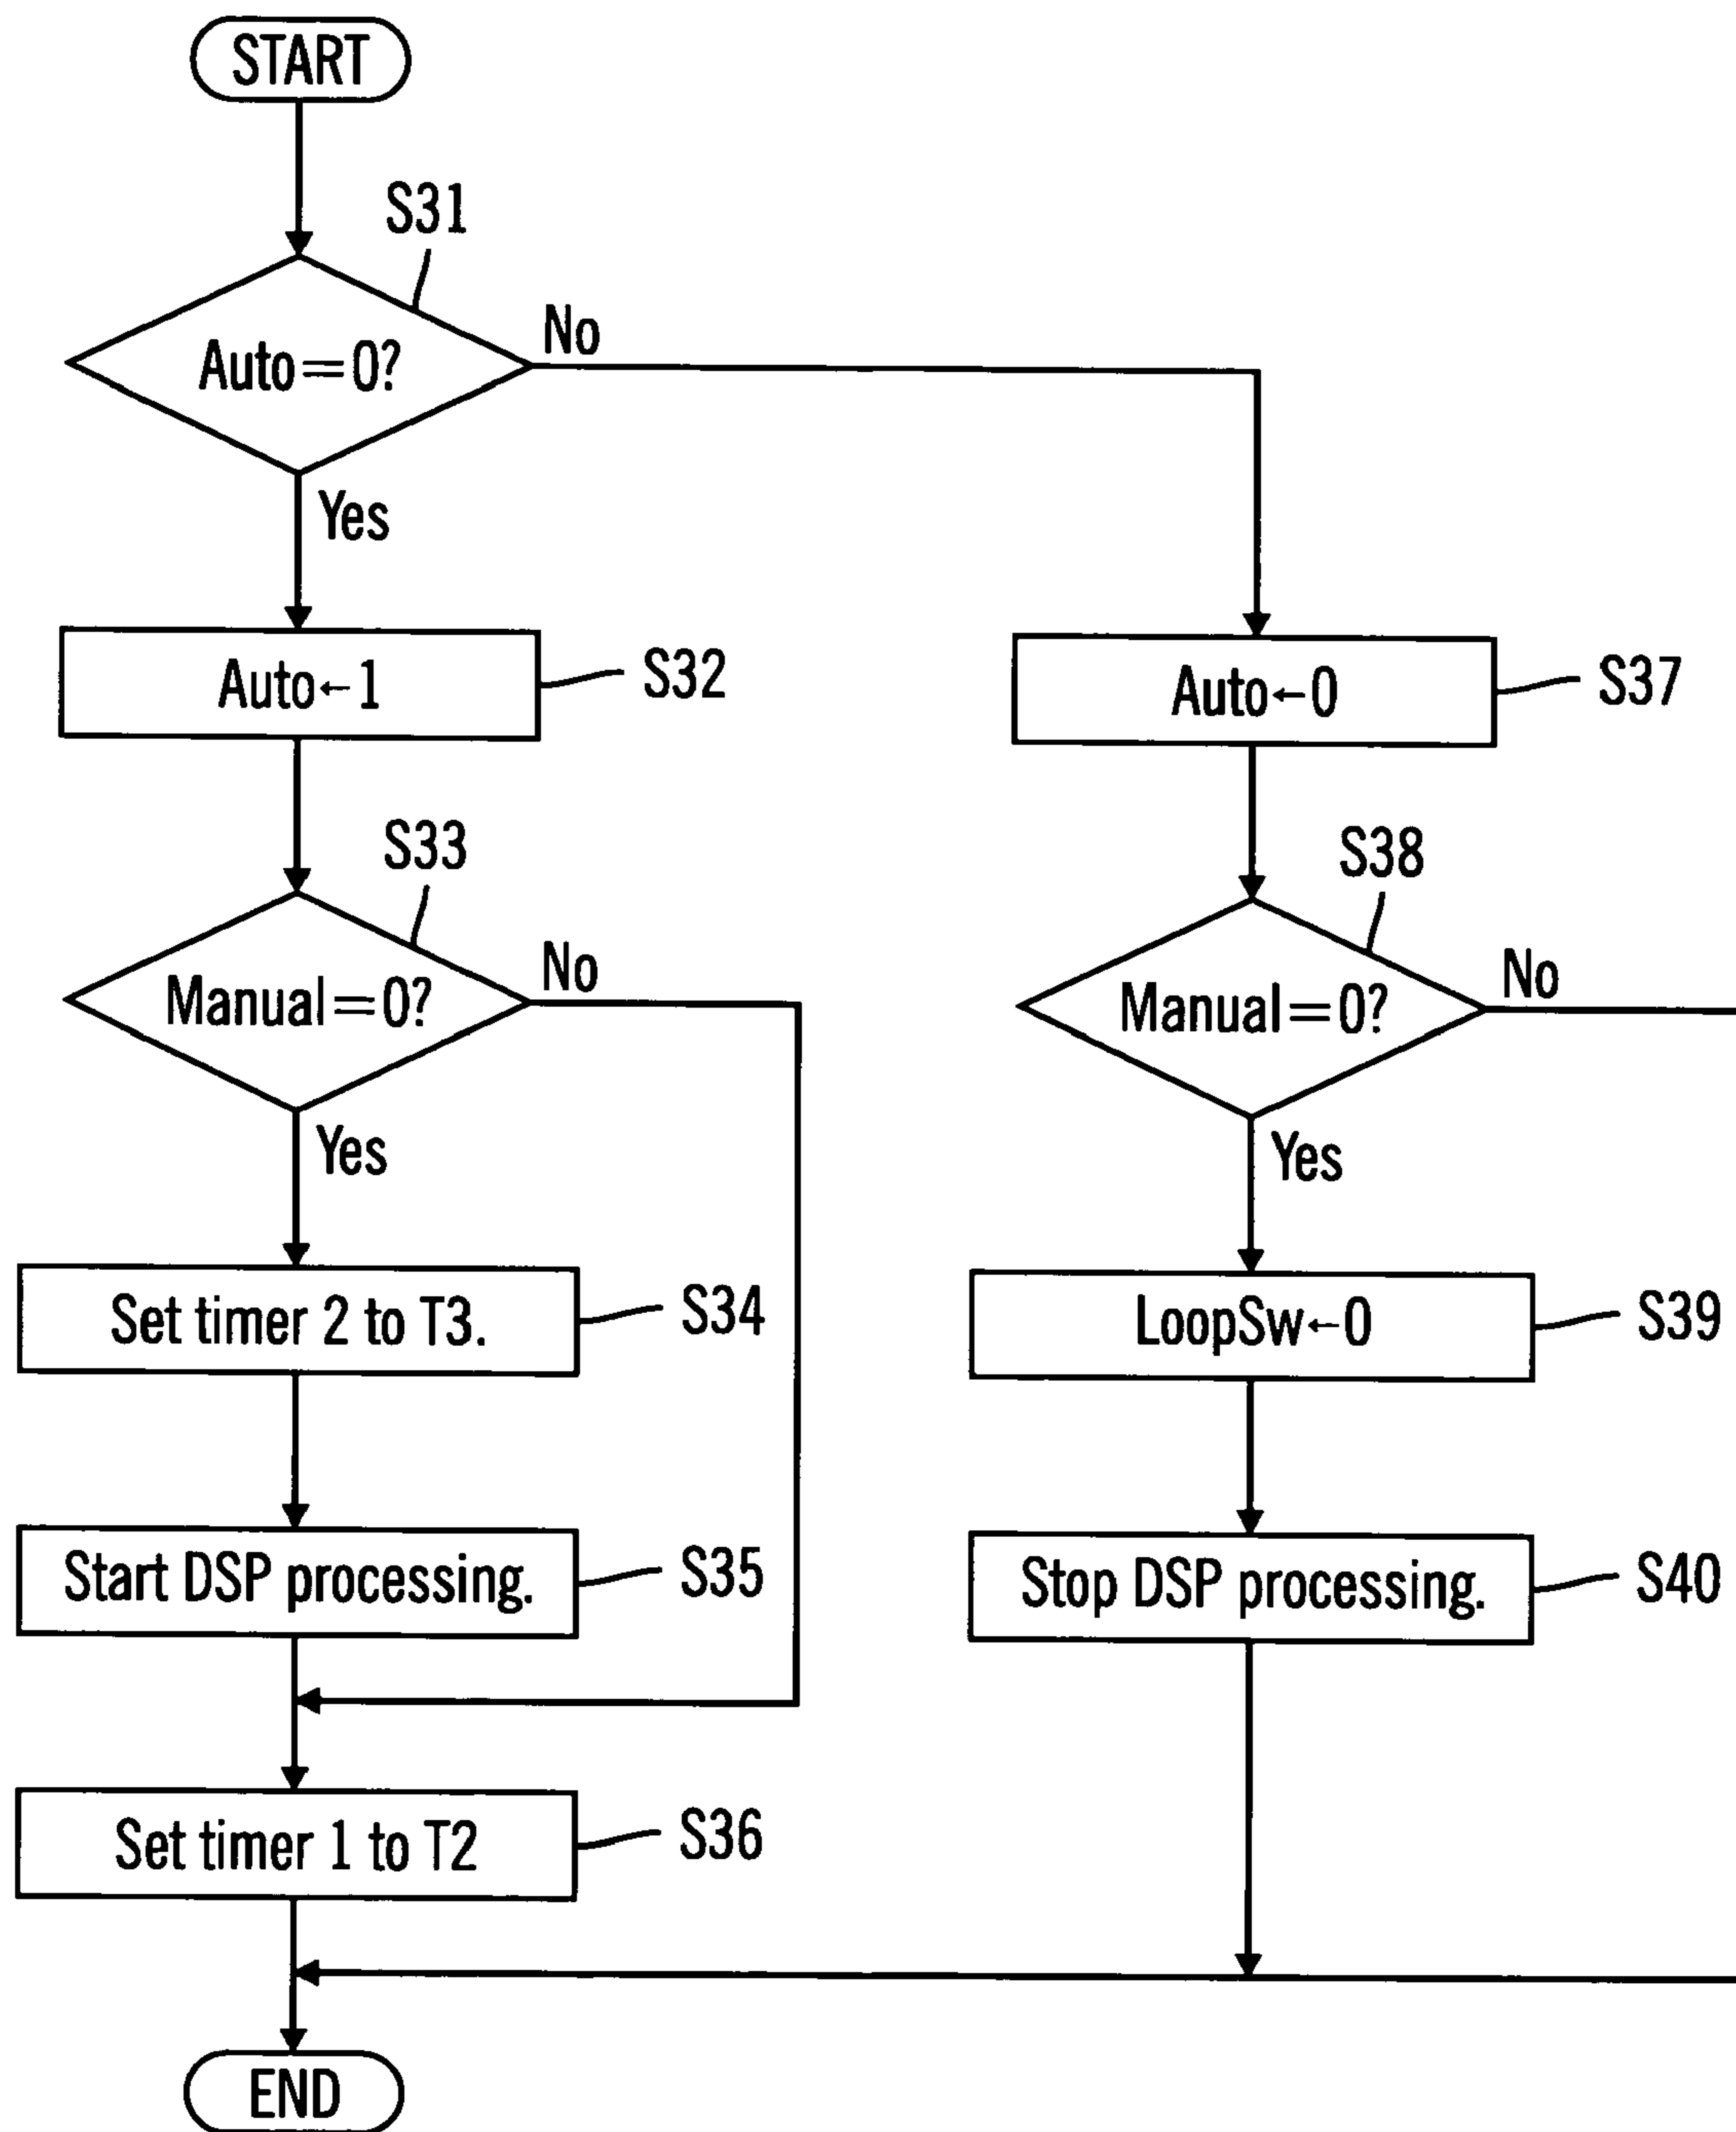 START
S31
Auto=0?
No
Yes
Auto←1
S32
S33
Manual=0?
No
Yes
Set timer 2 to T3.
S34
Start DSP processing.
S35
Set timer 1 to T2
S36
END
Auto←0
S37
S38
Manual=0?
No
Yes
LoopSw←0
S39
Stop DSP processing.
S40